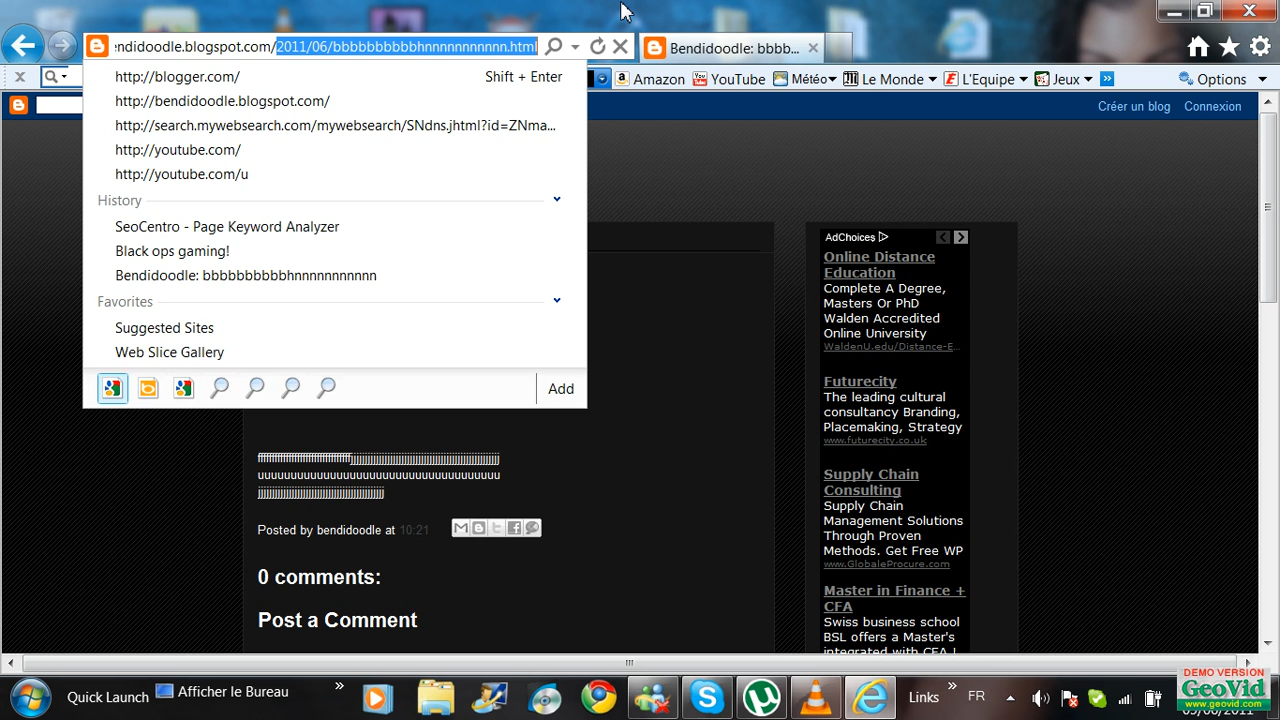 endidoodle.blogspot.com/2011/06/bbbbbbbbbbbhnnnnnnnnnnn.html
Bendidoodle: bbbb...
http://blogger.com/ Shift + Enter
http://bendidoodle.blogspot.com/
http://search.mywebsearch.com/mywebsearch/SNdns.jhtml?id=ZNma...
http://youtube.com/
http://youtube.com/u
History
SeoCentro - Page Keyword Analyzer
Black ops gaming!
Bendidoodle: bbbbbbbbbbbhnnnnnnnnnnn
Favorites
Suggested Sites
Web Slice Gallery
Add
Amazon YouTube Météo Le Monde L'Equipe Jeux Options
Créer un blog Connexion
AdChoices
Online Distance
Education
Complete A Degree,
Masters Or PhD
Walden Accredited
Online University
WaldenU.edu/Distance-E...
Futurecity
The leading cultural
consultancy Branding,
Placemaking, Strategy
www.futurecity.co.uk
Supply Chain
Consulting
Supply Chain
Management Solutions
Through Proven
Methods. Get Free WP
www.GlobaleProcure.com
Master in Finance +
CFA
Swiss business school
BSL offers a Master's
integrated with CFA I
Posted by bendidoodle at 10:21
0 comments:
Post a Comment
Quick Launch Afficher le Bureau
Links FR
DEMO VERSION
GeoVid
www.geovid.com